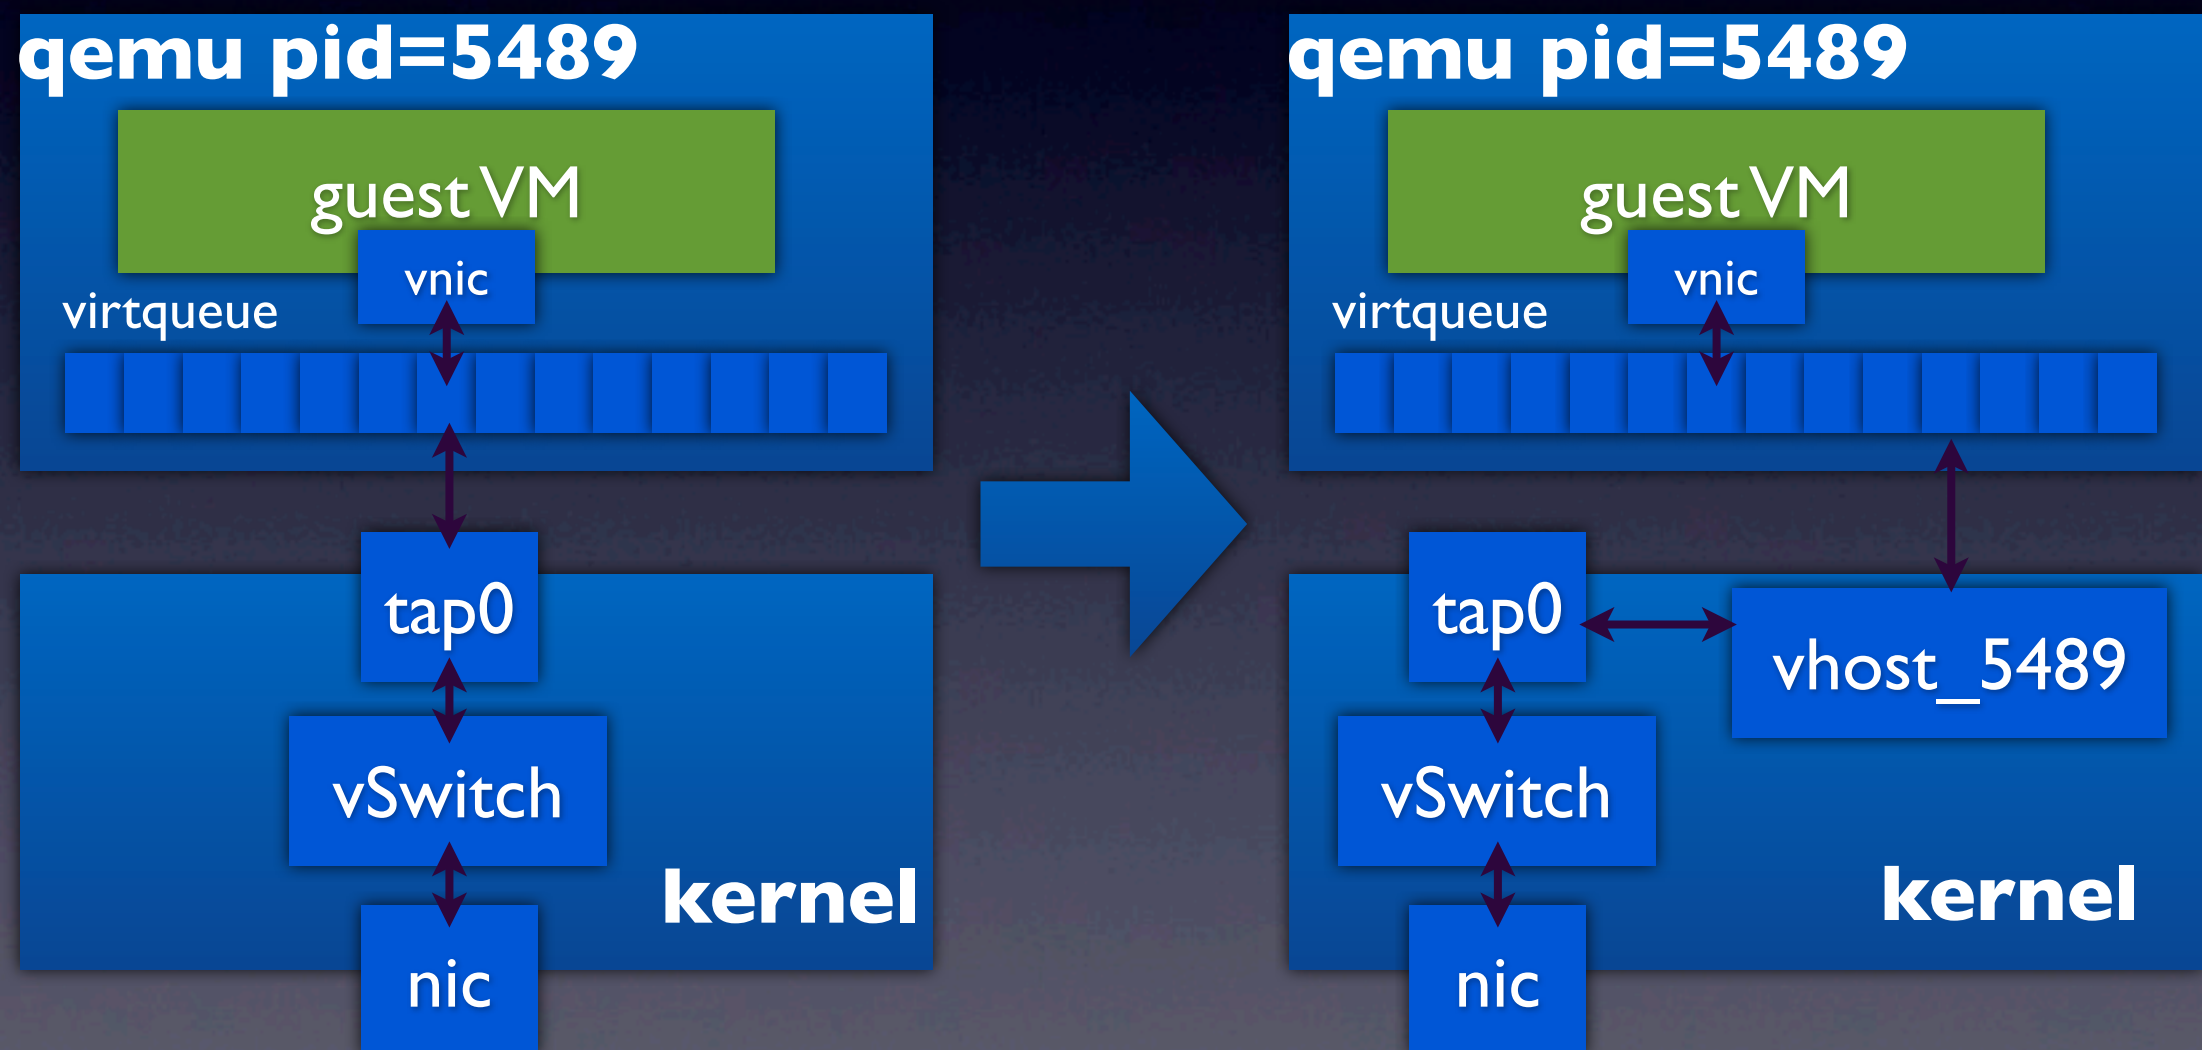 qemu pid=5489
guest VM
vnic
virtqueue
tap0
vSwitch
kernel
nic
qemu pid=5489
guest VM
vnic
virtqueue
tap0
vhost_5489
vSwitch
kernel
nic